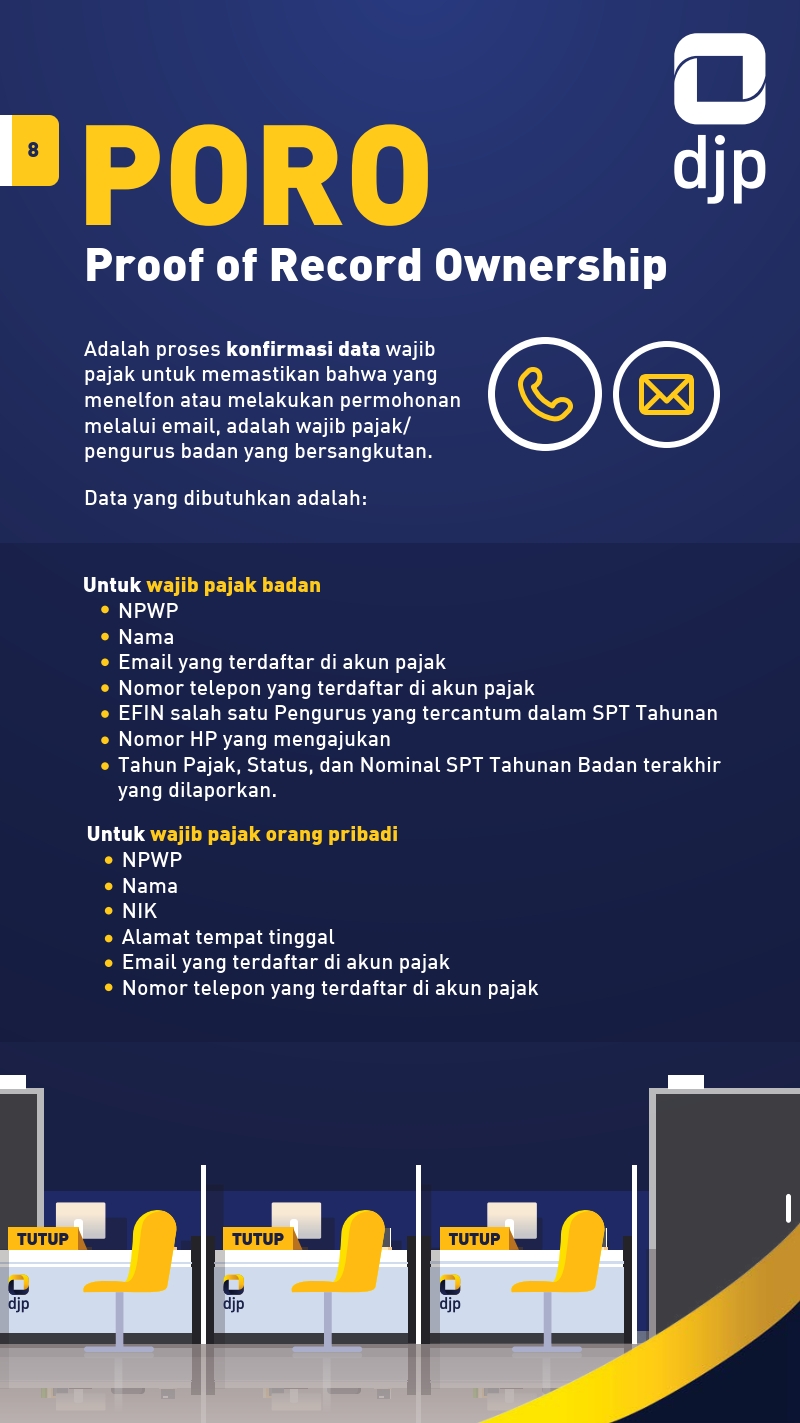 djp
8
PORO
Proof of Record Ownership
Adalah proses konfirmasi data wajib
pajak untuk memastikan bahwa yang
menelfon atau melakukan permohonan
melalui email, adalah wajib pajak/
pengurus badan yang bersangkutan.
Data yang dibutuhkan adalah:
Untuk wajib pajak badan
• NPWP
• Nama
• Email yang terdaftar di akun pajak
• Nomor telepon yang terdaftar di akun pajak
• EFIN salah satu Pengurus yang tercantum dalam SPT Tahunan
• Nomor HP yang mengajukan
• Tahun Pajak, Status, dan Nominal SPT Tahunan Badan terakhir
yang dilaporkan.
Untuk wajib pajak orang pribadi
• NPWP
• Nama
• NIK
• Alamat tempat tinggal
• Email yang terdaftar di akun pajak
• Nomor telepon yang terdaftar di akun pajak
TUTUP TUTUP TUTUP
djp djp djp